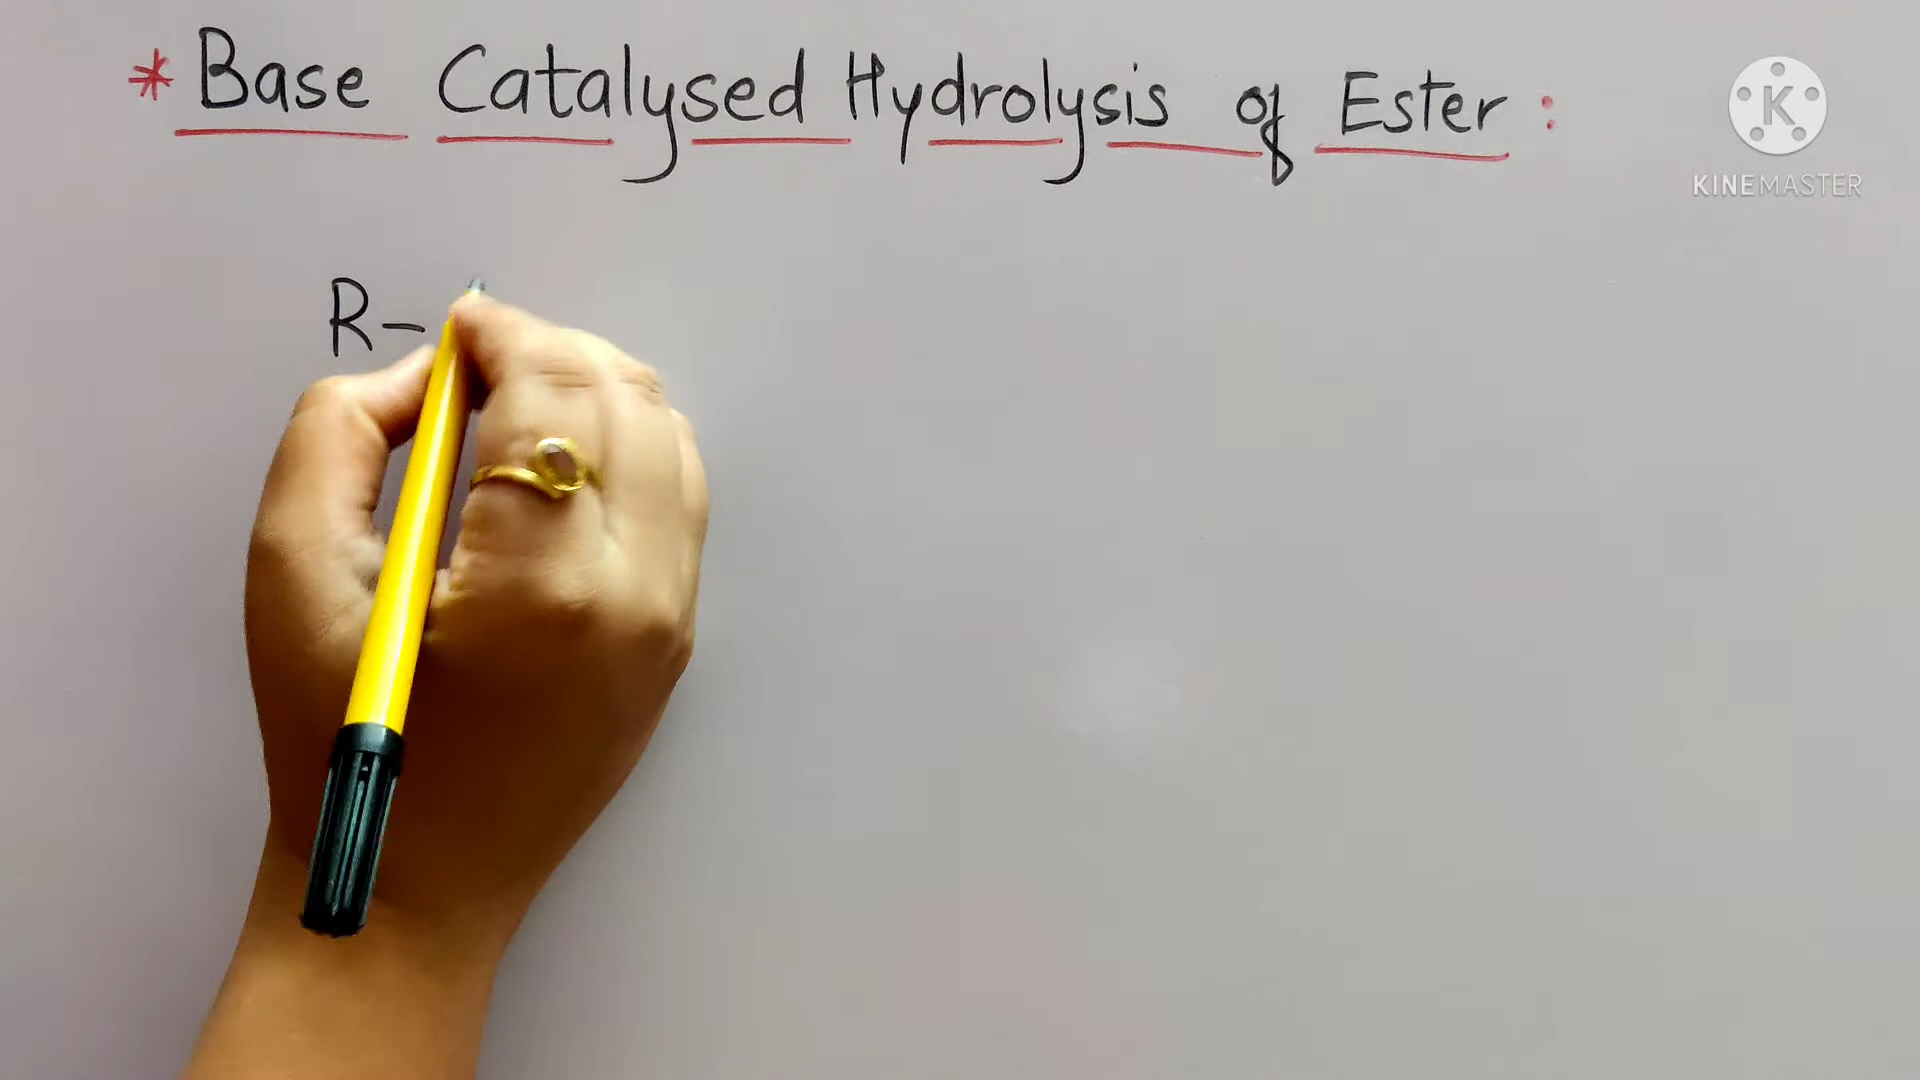 * Base Catalysed Hydrolysis of Ester :
K
KINEMASTER
R-